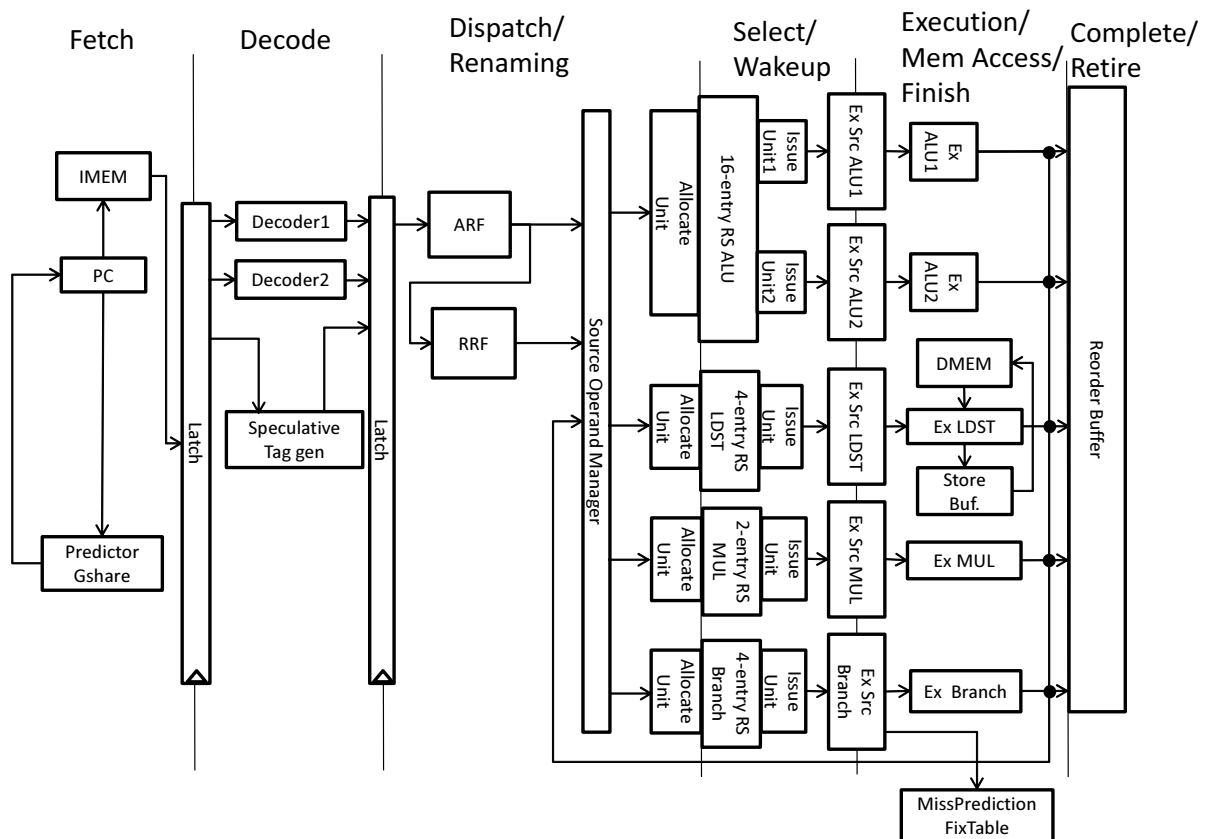 Fetch
Decode
Dispatch/
Renaming
Select/
Wakeup
Execution/
Mem Access/
Finish
Complete/
Retire
IMEM
PC
Predictor
Gshare
Latch
Decoder1
Decoder2
Speculative
Tag gen
Latch
ARF
RRF
Source Operand Manager
Allocate
Unit
16-entry RS ALU
Issue
Unit1
Issue
Unit2
Ex Src ALU1
Ex Src ALU2
Ex
ALU1
Ex
ALU2
Allocate
Unit
4-entry RS
LDST
Issue
Unit
Ex Src LDST
DMEM
Ex LDST
Store
Buf.
Allocate
Unit
2-entry RS
MUL
Issue
Unit
Ex Src MUL
Ex MUL
Allocate
Unit
4-entry RS
Branch
Issue
Unit
Ex Src
Branch
Ex Branch
MissPrediction
FixTable
Reorder Buffer